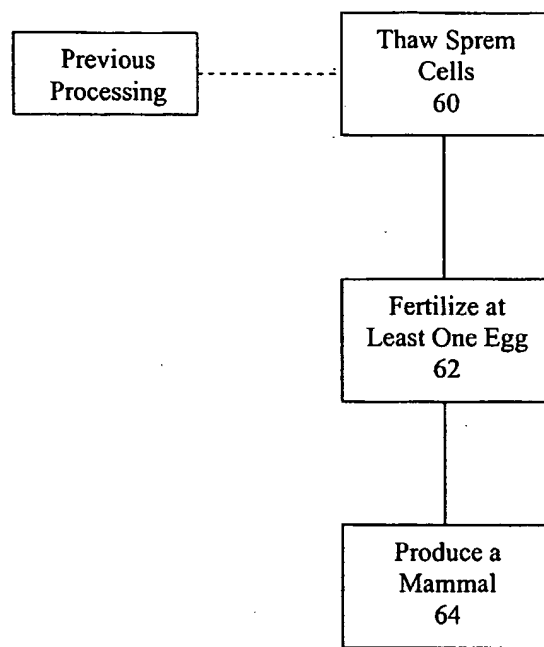 Previous
Processing
Thaw Sprem
Cells
60
Fertilize at
Least One Egg
62
Produce a
Mammal
64